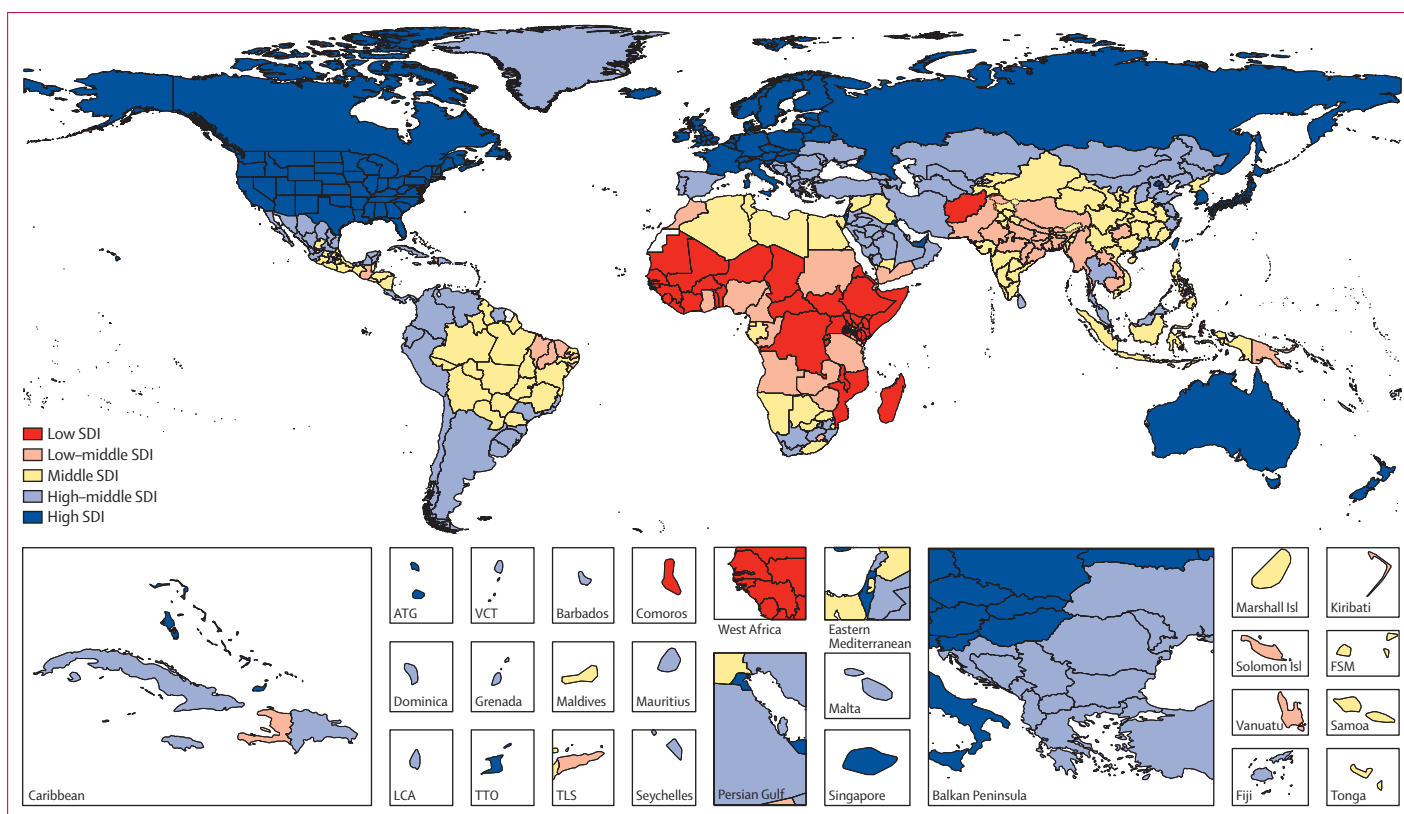 Low SDI
Low–middle SDI
Middle SDI
High–middle SDI
High SDI
Caribbean
ATG
VCT
Barbados
Comoros
West Africa
Eastern
Mediterranean
Dominica
Grenada
Maldives
Mauritius
Malta
LCA
TTO
TLS
Seychelles
Persian Gulf
Singapore
Balkan Peninsula
Marshall Isl
Kiribati
Solomon Isl
FSM
Vanuatu
Samoa
Fiji
Tonga